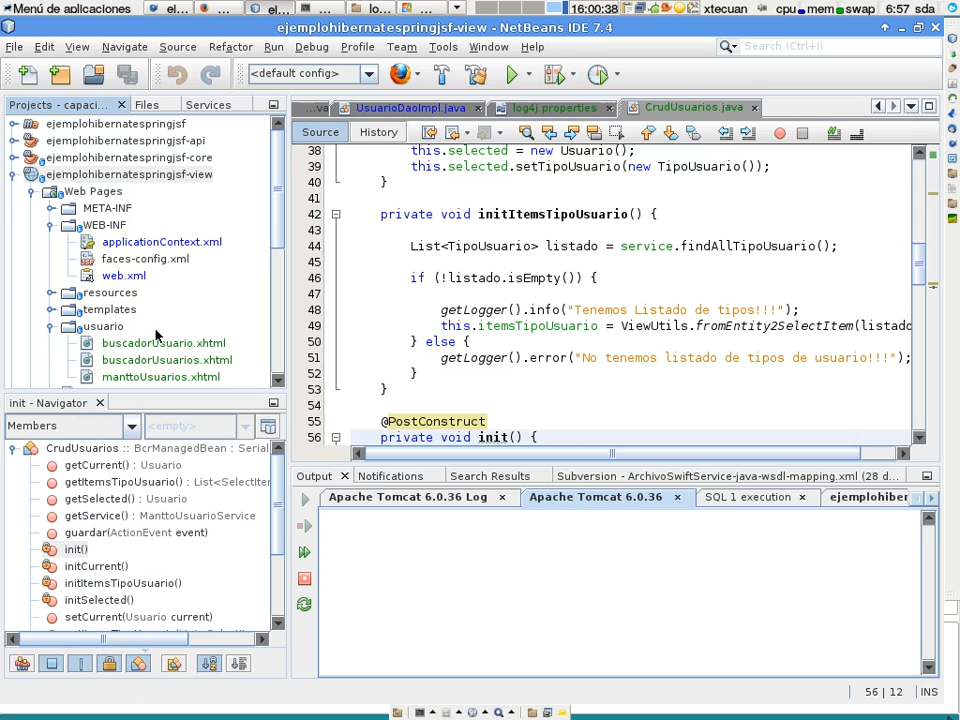 Menú de aplicaciones
el...
...
el...
...
lo...
...
16:00:38
xtecuan
cpu
mem
swap
6:57
sda
ejemplohibernatespringjsf-view - NetBeans IDE 7.4
File Edit View Navigate Source Refactor Run Debug Profile Team Tools Window Help
Search (Ctrl+I)
<default config>
Projects - capaci...
Files
Services
...va
UsuarioDaoImpl.java
log4j.properties
CrudUsuarios.java
Source
History
ejemplohibernatespringjsf
ejemplohibernatespringjsf-api
ejemplohibernatespringjsf-core
ejemplohibernatespringjsf-view
Web Pages
META-INF
WEB-INF
applicationContext.xml
faces-config.xml
web.xml
resources
templates
usuario
buscadorUsuario.xhtml
buscadorUsuarios.xhtml
manttoUsuarios.xhtml
38 this.selected = new Usuario();
39 this.selected.setTipoUsuario(new TipoUsuario());
40 }
41
42 private void initItemsTipoUsuario() {
43
44 List<TipoUsuario> listado = service.findAllTipoUsuario();
45
46 if (!listado.isEmpty()) {
47
48 getLogger().info("Tenemos Listado de tipos!!!");
49 this.itemsTipoUsuario = ViewUtils.fromEntity2SelectItem(listado
50 } else {
51 getLogger().error("No tenemos listado de tipos de usuario!!!");
52 }
53 }
54
55 @PostConstruct
56 private void init() {
init - Navigator
Members
<empty>
CrudUsuarios :: BcrManagedBean : Serial
getCurrent() : Usuario
getItemsTipoUsuario() : List<SelectIter
getSelected() : Usuario
getService() : ManttoUsuarioService
guardar(ActionEvent event)
init()
initCurrent()
initItemsTipoUsuario()
initSelected()
setCurrent(Usuario current)
Output
Notifications
Search Results
Subversion - ArchivoSwiftService-java-wsdl-mapping.xml (28 d...
Apache Tomcat 6.0.36 Log
Apache Tomcat 6.0.36
SQL 1 execution
ejemplohiber
56 | 12
INS